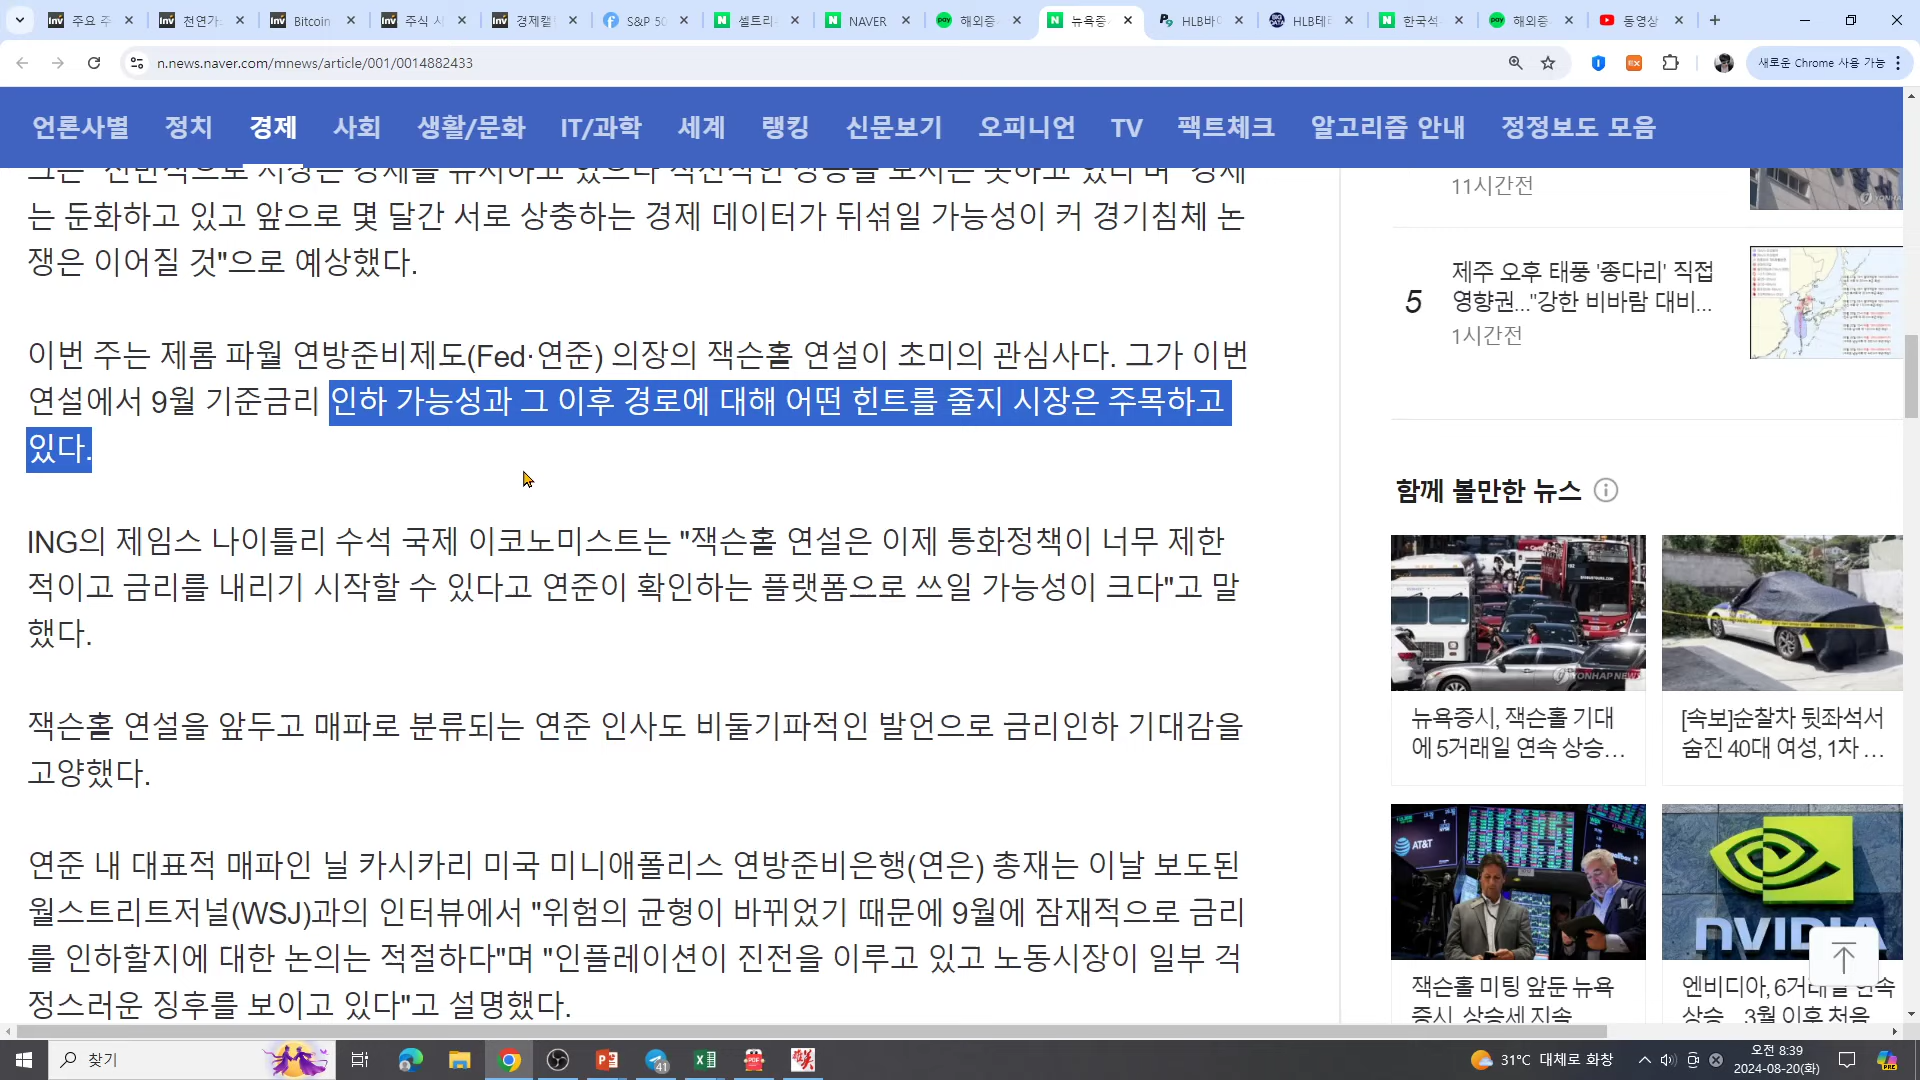 주요 주
천연가
Bitcoin
주식 시
경제캘
S&P 50
셀트리
NAVER
해외증
뉴욕증
HLB바
HLB테
한국석
해외증
동영상
n.news.naver.com/mnews/article/001/0014882433
새로운 Chrome 사용 가능
언론사별 정치 경제 사회 생활/문화 IT/과학 세계 랭킹 신문보기 오피니언 TV 팩트체크 알고리즘 안내 정정보도 모음
는 둔화하고 있고 앞으로 몇 달간 서로 상충하는 경제 데이터가 뒤섞일 가능성이 커 경기침체 논
쟁은 이어질 것"으로 예상했다.
이번 주는 제롬 파월 연방준비제도(Fed·연준) 의장의 잭슨홀 연설이 초미의 관심사다. 그가 이번
연설에서 9월 기준금리 인하 가능성과 그 이후 경로에 대해 어떤 힌트를 줄지 시장은 주목하고
있다.
ING의 제임스 나이틀리 수석 국제 이코노미스트는 "잭슨홀 연설은 이제 통화정책이 너무 제한
적이고 금리를 내리기 시작할 수 있다고 연준이 확인하는 플랫폼으로 쓰일 가능성이 크다"고 말
했다.
잭슨홀 연설을 앞두고 매파로 분류되는 연준 인사도 비둘기파적인 발언으로 금리인하 기대감을
고양했다.
연준 내 대표적 매파인 닐 카시카리 미국 미니애폴리스 연방준비은행(연은) 총재는 이날 보도된
월스트리트저널(WSJ)과의 인터뷰에서 "위험의 균형이 바뀌었기 때문에 9월에 잠재적으로 금리
를 인하할지에 대한 논의는 적절하다"며 "인플레이션이 진전을 이루고 있고 노동시장이 일부 걱
정스러운 징후를 보이고 있다"고 설명했다.
11시간전
5
제주 오후 태풍 '종다리' 직접
영향권..."강한 비바람 대비...
1시간전
함께 볼만한 뉴스
YONHAP NEWS
뉴욕증시, 잭슨홀 기대
에 5거래일 연속 상승...
[속보]순찰차 뒷좌석서
숨진 40대 여성, 1차 ...
AT&T
NVIDIA
잭슨홀 미팅 앞둔 뉴욕
증시, 상승세 지속
엔비디아, 6거래일 연속
상승... 3월 이후 처음
찾기
41
31°C 대체로 화창
오전 8:39
2024-08-20(화)